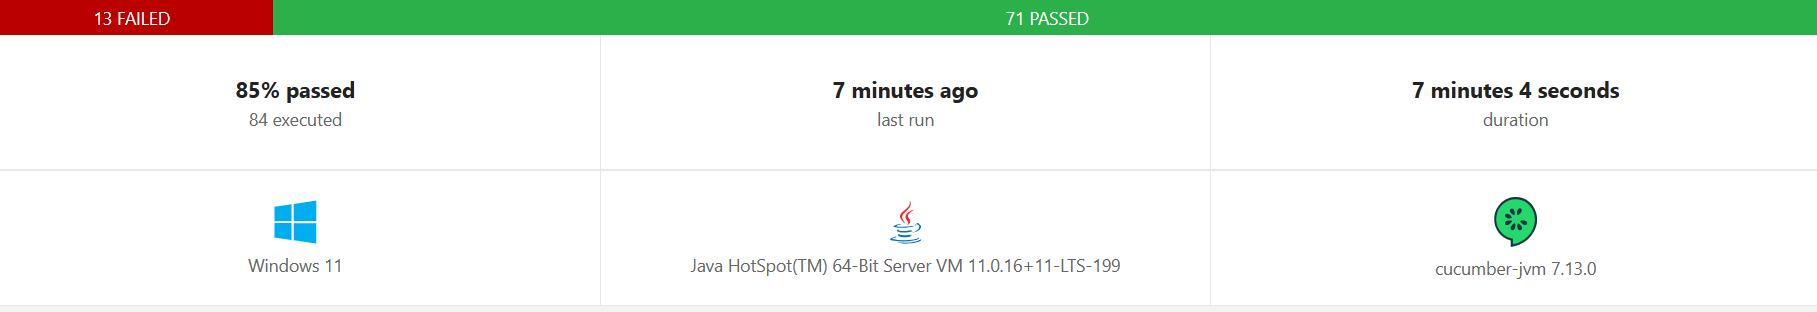 13 FAILED
71 PASSED
85% passed
84 executed
7 minutes ago
last run
7 minutes 4 seconds
duration
Windows 11
Java HotSpot(TM) 64-Bit Server VM 11.0.16+11-LTS-199
cucumber-jvm 7.13.0